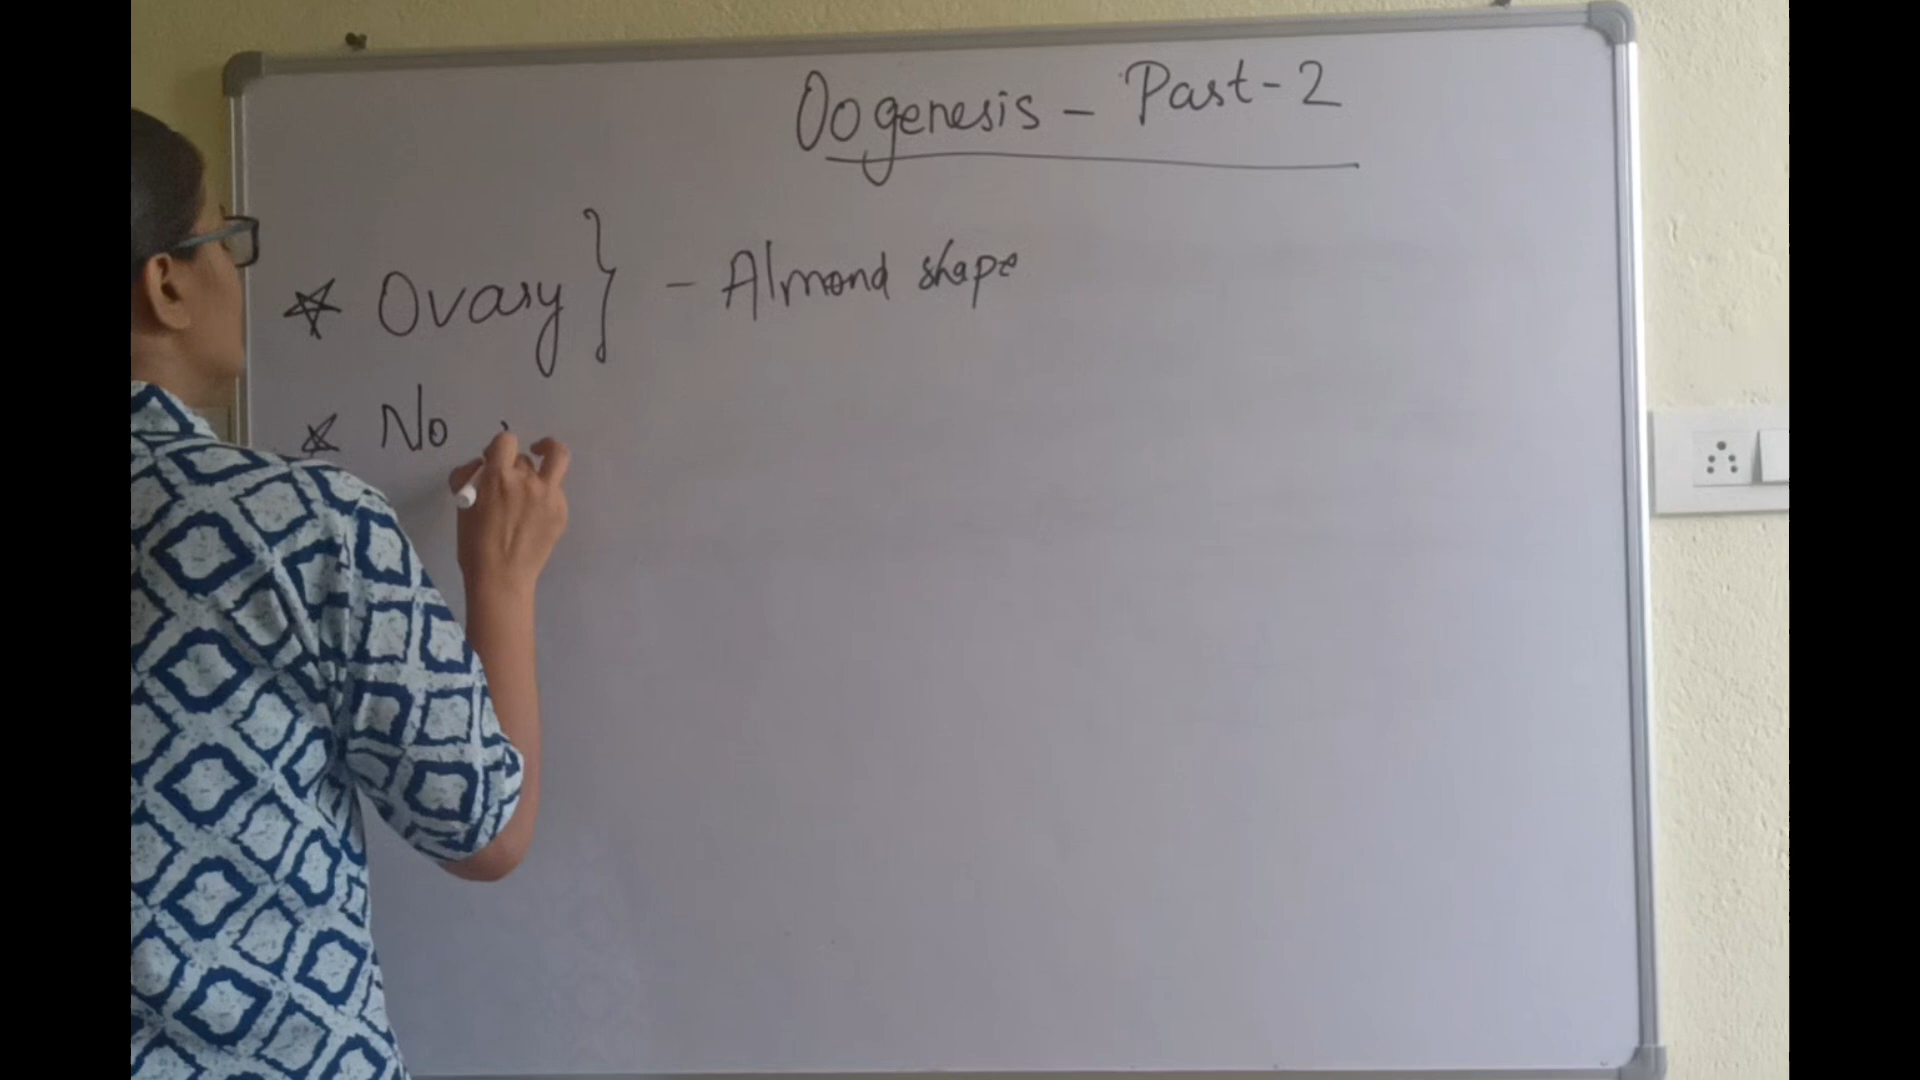 Oogenesis - Part-2
* Ovary } - Almond shape
* No